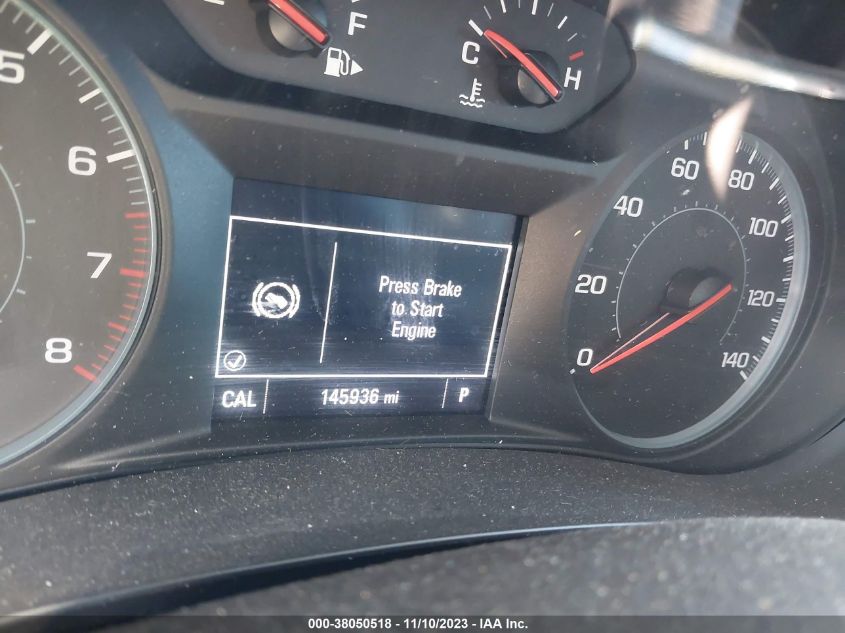 F
C
H
5
6
7
8
0
20
40
60
80
100
120
140
Press Brake
to Start
Engine
CAL
145936 mi
P
000-38050518 - 11/10/2023 - IAA Inc.